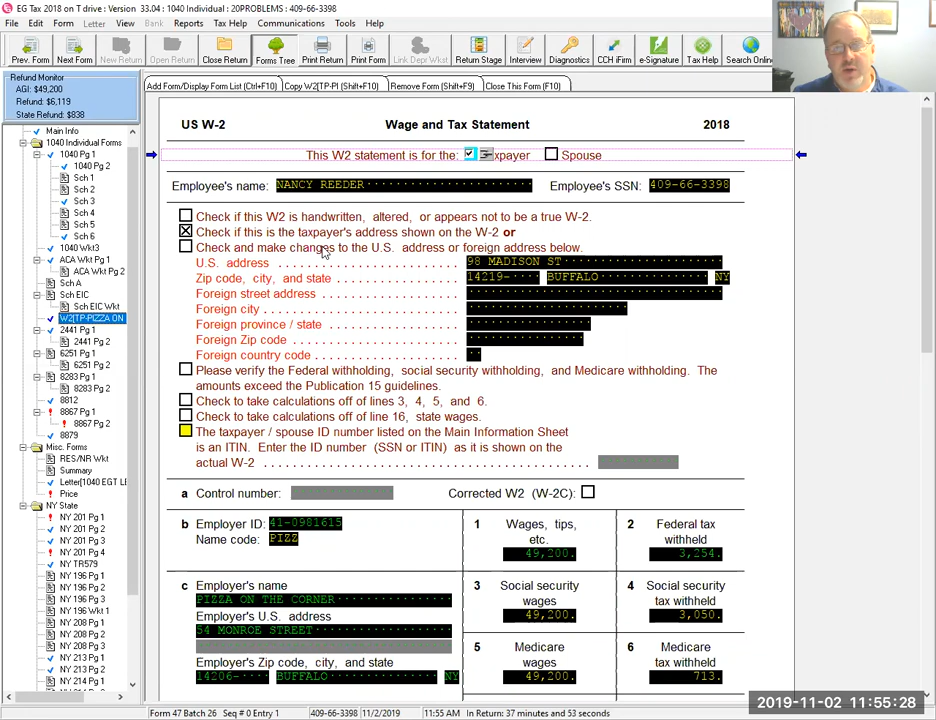 EG Tax 2018 on T drive : Version 33.04 : 1040 Individual : 20PROBLEMS : 409-66-3398
File Edit Form Letter View Bank Reports Tax Help Communications Tools Help
Prev. Form Next Form New Return Open Return Close Return Forms Tree Print Return Print Form Link Depr Wkst Return Stage Interview Diagnostics CCH iFirm e-Signature Tax Help Search Online
Refund Monitor
AGI: $49,200
Refund: $6,119
State Refund: $838
Add Form/Display Form List (Ctrl+F10) Copy W2[TP-PI (Shift+F10) Remove Form (Shift+F9) Close This Form (F10)
Main Info
1040 Individual Forms
1040 Pg 1
1040 Pg 2
Sch 1
Sch 2
Sch 3
Sch 4
Sch 5
Sch 6
1040 Wkt3
ACA Wkt Pg 1
ACA Wkt Pg 2
Sch A
Sch EIC
Sch EIC Wkt
W2[TP-PIZZA ON
2441 Pg 1
2441 Pg 2
6251 Pg 1
6251 Pg 2
8283 Pg 1
8283 Pg 2
8812
8867 Pg 1
8867 Pg 2
8879
Misc. Forms
RES/NR Wkt
Summary
Letter[1040 EGT LE
Price
NY State
NY 201 Pg 1
NY 201 Pg 2
NY 201 Pg 3
NY 201 Pg 4
NY TR579
NY 196 Pg 1
NY 196 Pg 2
NY 196 Pg 3
NY 196 Wkt 1
NY 208 Pg 1
NY 208 Pg 2
NY 208 Pg 3
NY 213 Pg 1
NY 213 Pg 2
NY 214 Pg 1
US W-2 Wage and Tax Statement 2018
This W2 statement is for the: xpayer Spouse
Employee's name: NANCY REEDER Employee's SSN: 409-66-3398
Check if this W2 is handwritten, altered, or appears not to be a true W-2.
Check if this is the taxpayer's address shown on the W-2 or
Check and make changes to the U.S. address or foreign address below.
U.S. address 98 MADISON ST
Zip code, city, and state 14219- BUFFALO NY
Foreign street address
Foreign city
Foreign province / state
Foreign Zip code
Foreign country code
Please verify the Federal withholding, social security withholding, and Medicare withholding. The
amounts exceed the Publication 15 guidelines.
Check to take calculations off of lines 3, 4, 5, and 6.
Check to take calculations off of line 16, state wages.
The taxpayer / spouse ID number listed on the Main Information Sheet
is an ITIN. Enter the ID number (SSN or ITIN) as it is shown on the
actual W-2
a Control number: Corrected W2 (W-2C):
b Employer ID: 41-0981615
Name code: PIZZ
1 Wages, tips, etc. 49,200.
2 Federal tax withheld 3,254.
c Employer's name
PIZZA ON THE CORNER
Employer's U.S. address
54 MONROE STREET
Employer's Zip code, city, and state
14206- BUFFALO NY
3 Social security wages 49,200.
4 Social security tax withheld 3,050.
5 Medicare wages 49,200.
6 Medicare tax withheld 713.
Form 47 Batch 26 Seq # 0 Entry 1 409-66-3398 11/2/2019 11:55 AM In Return: 37 minutes and 53 seconds
2019-11-02 11:55:28